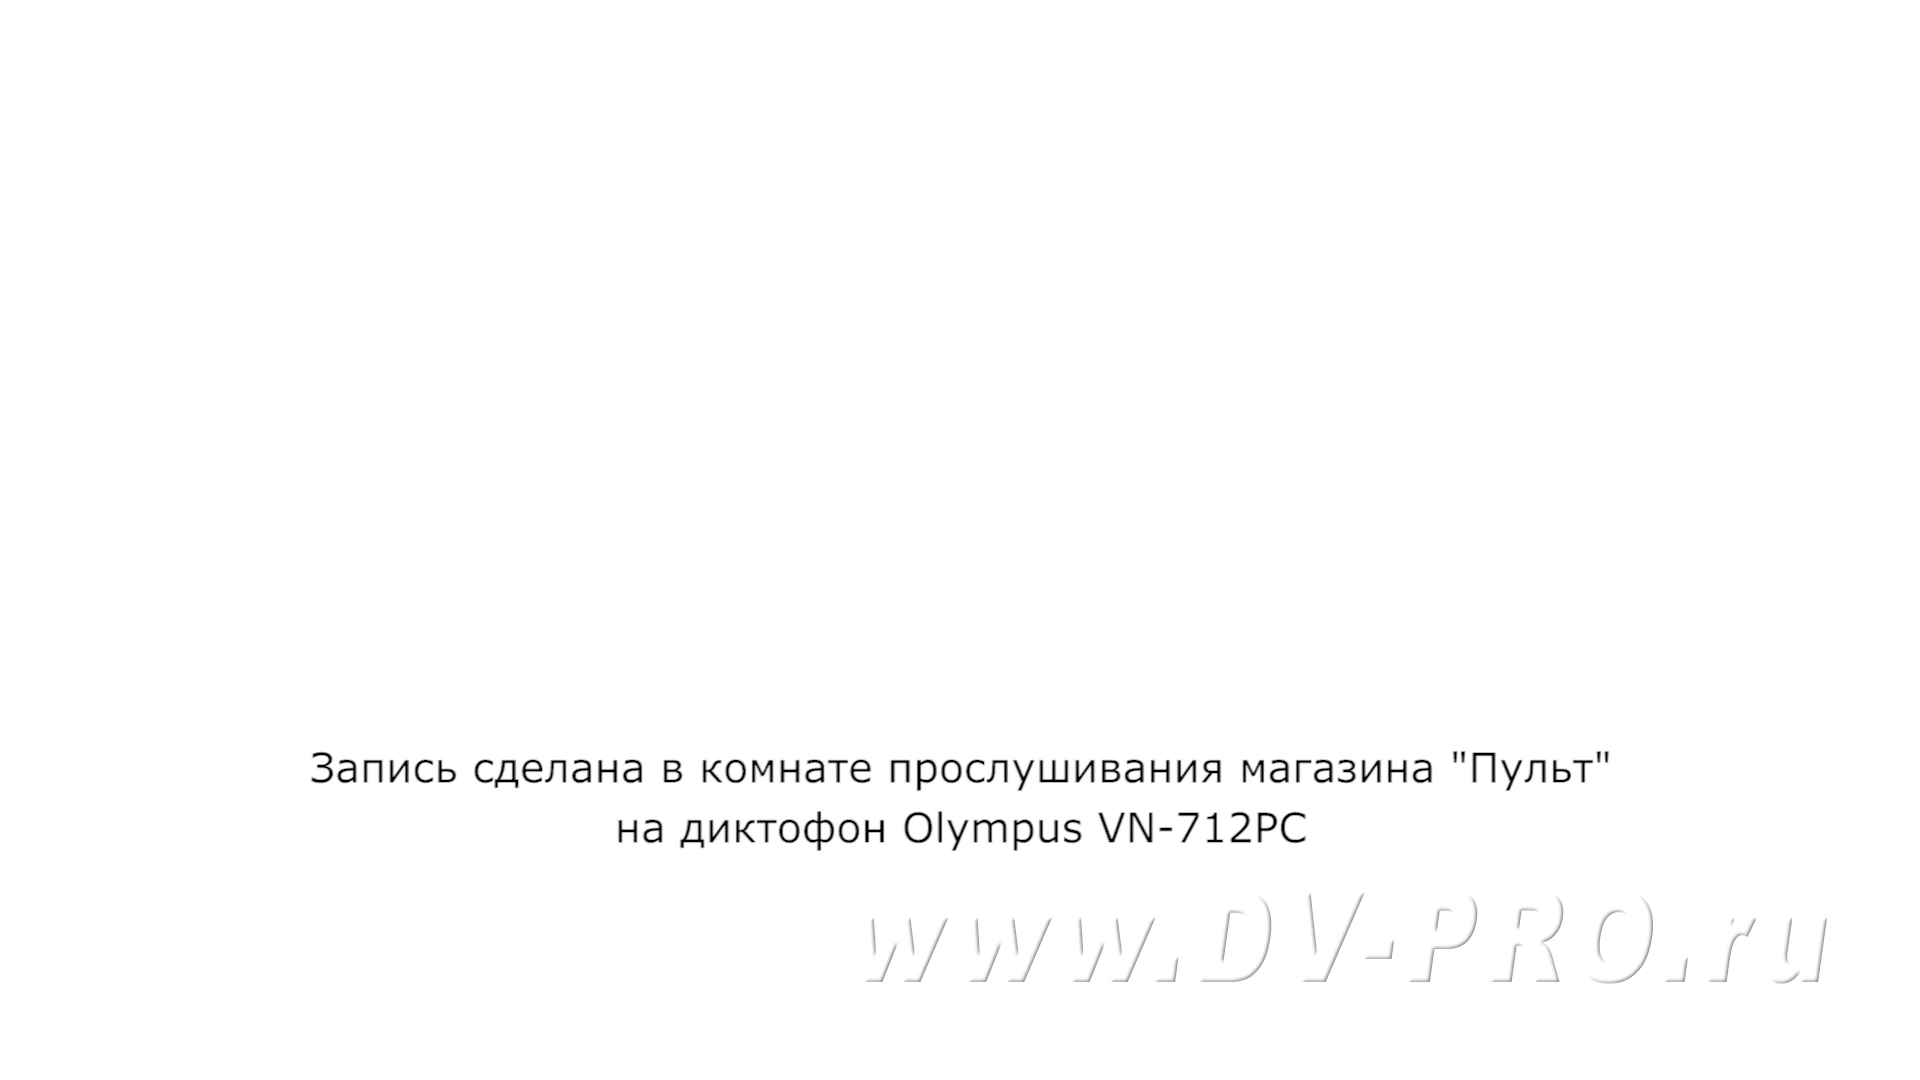 Запись сделана в комнате прослушивания магазина "Пульт"
на диктофон Olympus VN-712PC
www.DV-PRO.ru